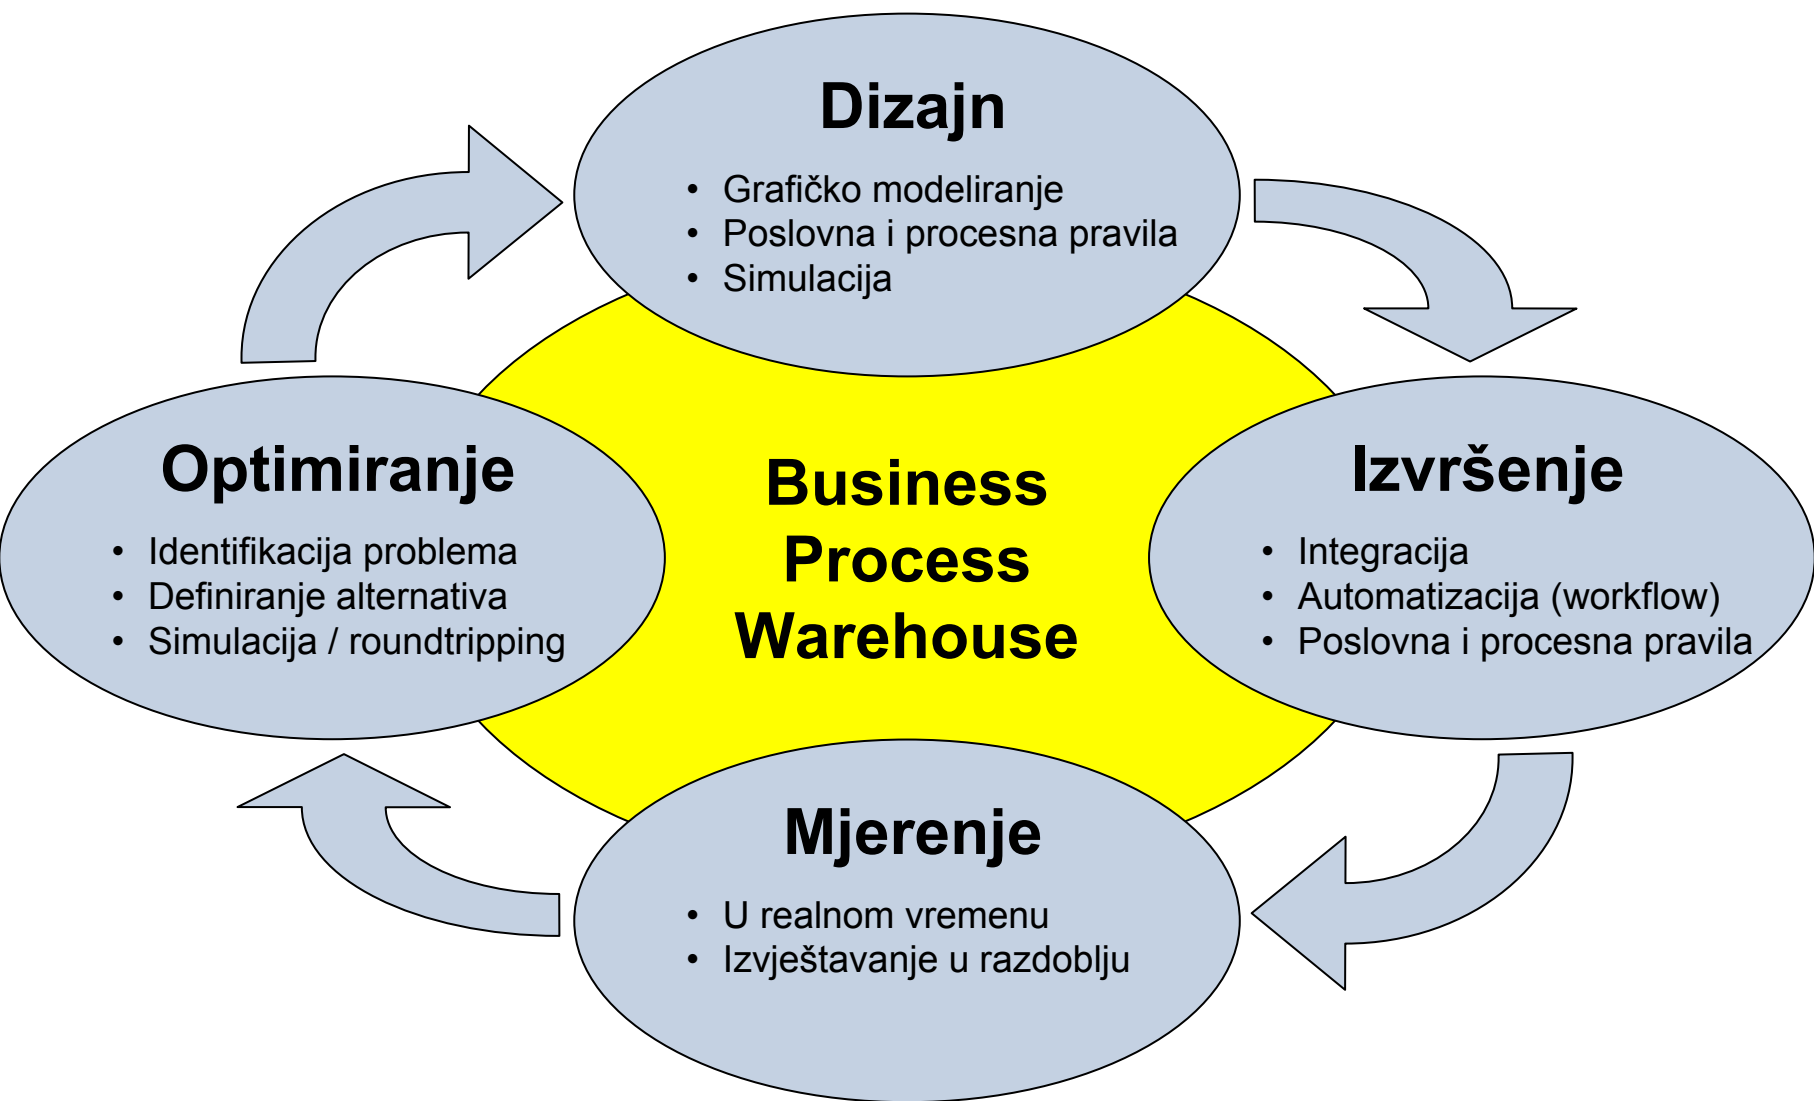 Dizajn
• Grafičko modeliranje
• Poslovna i procesna pravila
• Simulacija
Optimiranje
• Identifikacija problema
• Definiranje alternativa
• Simulacija / roundtripping
Business
Process
Warehouse
Izvršenje
• Integracija
• Automatizacija (workflow)
• Poslovna i procesna pravila
Mjerenje
• U realnom vremenu
• Izvještavanje u razdoblju